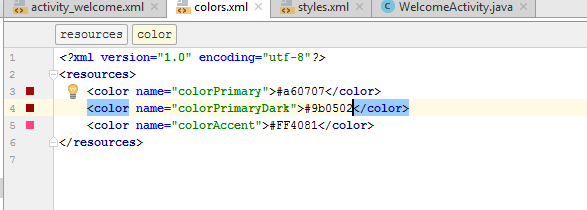 activity_welcome.xml colors.xml styles.xml WelcomeActivity.java
resources color
1 <?xml version="1.0" encoding="utf-8"?>
2 <resources>
3 <color name="colorPrimary">#a60707</color>
4 <color name="colorPrimaryDark">#9b0502</color>
5 <color name="colorAccent">#FF4081</color>
6 </resources>
7